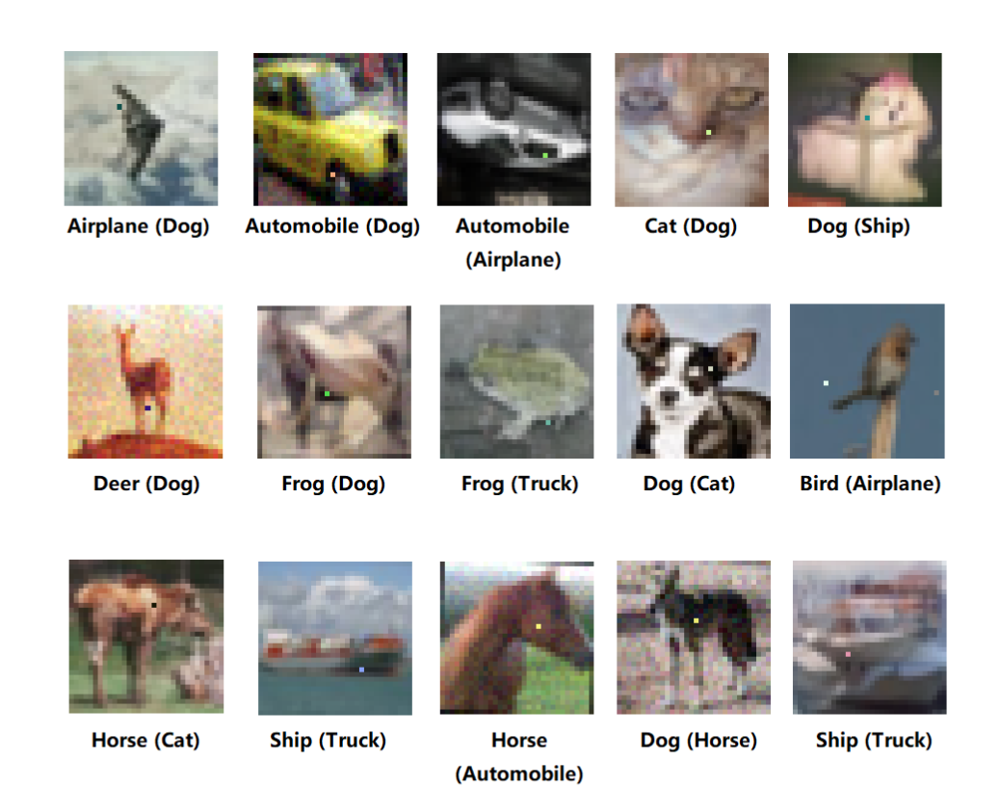 Airplane (Dog)
Automobile (Dog)
Automobile
(Airplane)
Cat (Dog)
Dog (Ship)
Deer (Dog)
Frog (Dog)
Frog (Truck)
Dog (Cat)
Bird (Airplane)
Horse (Cat)
Ship (Truck)
Horse
(Automobile)
Dog (Horse)
Ship (Truck)